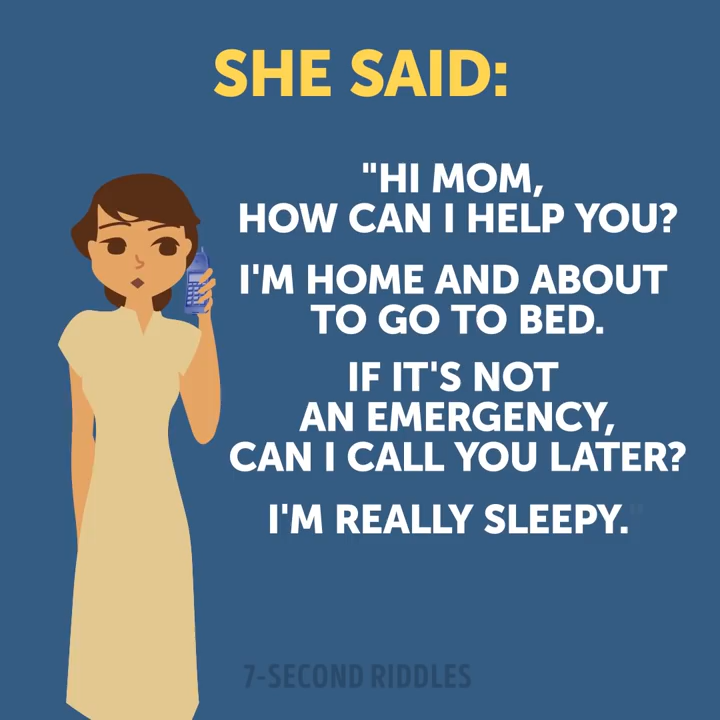 SHE SAID:
"HI MOM,
HOW CAN I HELP YOU?
I'M HOME AND ABOUT
TO GO TO BED.
IF IT'S NOT
AN EMERGENCY,
CAN I CALL YOU LATER?
I'M REALLY SLEEPY."
7-SECOND RIDDLES